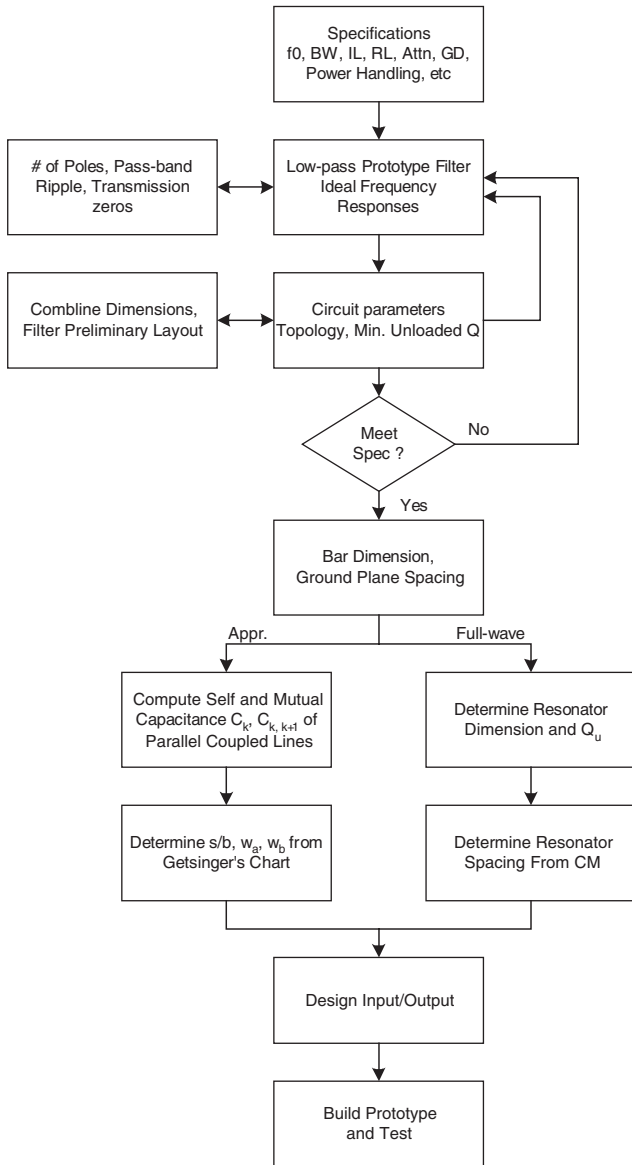 Specifications
f0, BW, IL, RL, Attn, GD,
Power Handling, etc
# of Poles, Pass-band
Ripple, Transmission
zeros
Low-pass Prototype Filter
Ideal Frequency
Responses
Combline Dimensions,
Filter Preliminary Layout
Circuit parameters
Topology, Min. Unloaded Q
Meet
Spec ?
No
Yes
Bar Dimension,
Ground Plane Spacing
Appr.
Full-wave
Compute Self and Mutual
Capacitance Ck, Ck, k+1 of
Parallel Coupled Lines
Determine Resonator
Dimension and Qu
Determine s/b, wa, wb from
Getsinger's Chart
Determine Resonator
Spacing From CM
Design Input/Output
Build Prototype
and Test